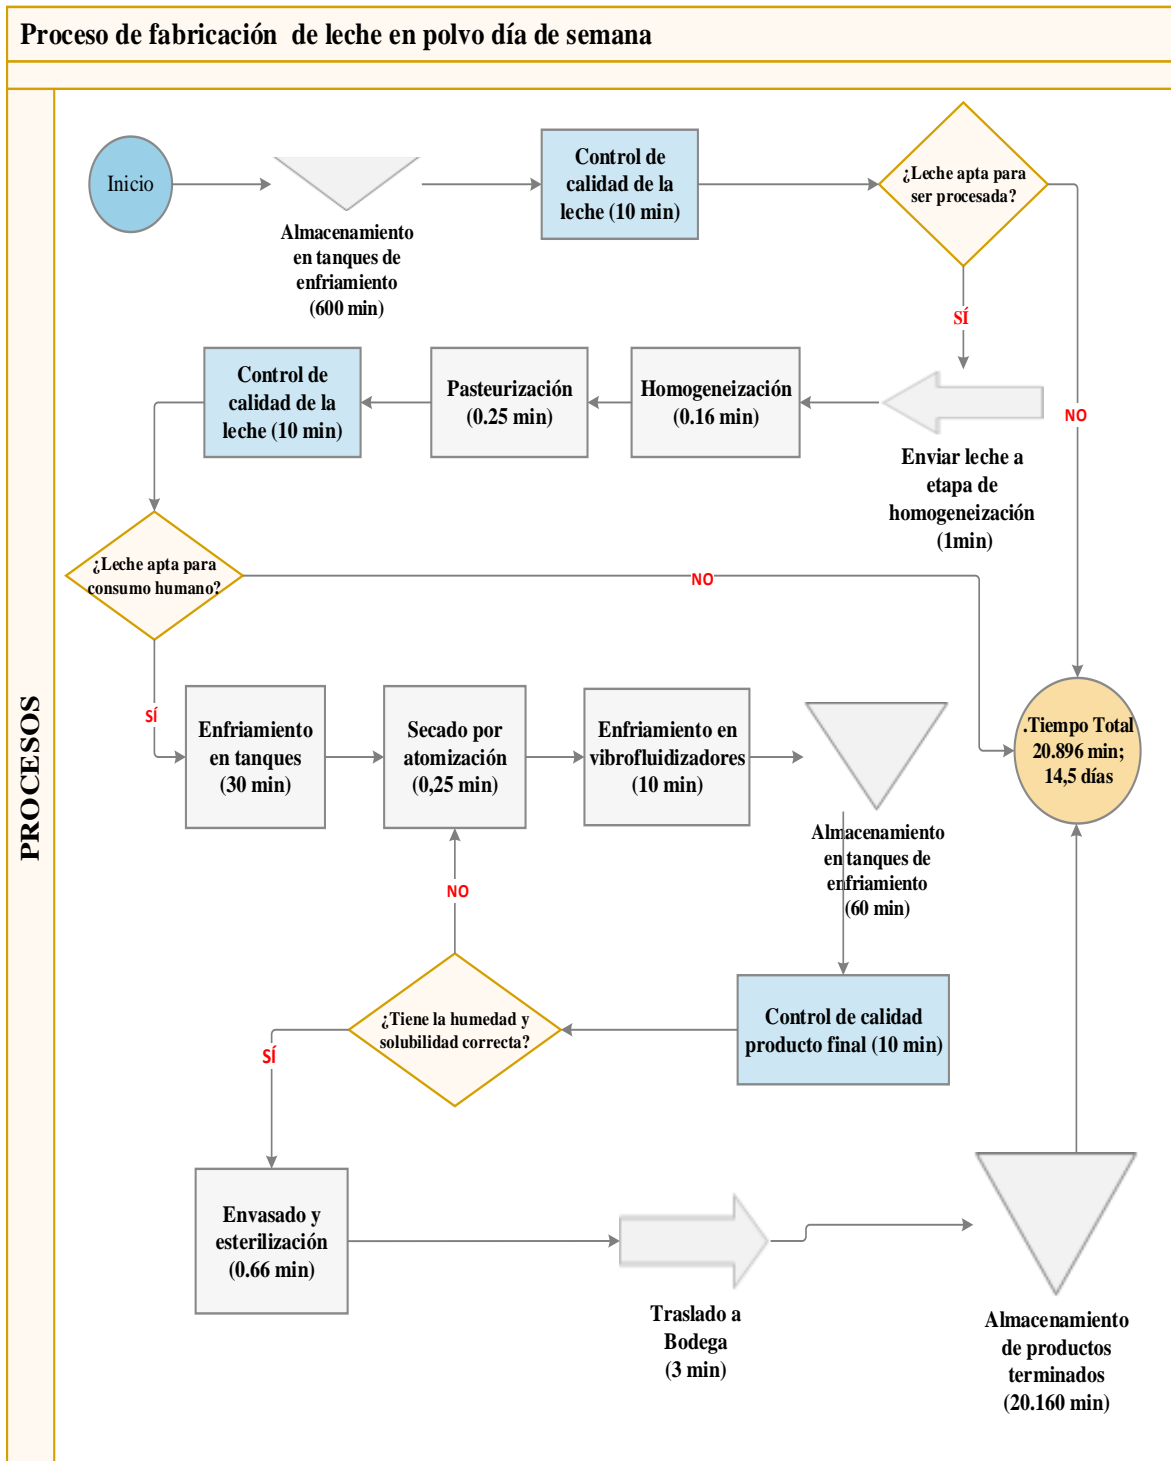 Proceso de fabricación  de leche en polvo día de semana
PROCESOS
Inicio
Almacenamiento
en tanques de
enfriamiento
(600 min)
Control de
calidad de la
leche (10 min)
¿Leche apta para
ser procesada?
SÍ
NO
Enviar leche a
etapa de
homogeneización
(1min)
Homogeneización
(0.16 min)
Pasteurización
(0.25 min)
Control de
calidad de la
leche (10 min)
¿Leche apta para
consumo humano?
NO
SÍ
Enfriamiento
en tanques
(30 min)
Secado por
atomización
(0,25 min)
Enfriamiento en
vibrofluidizadores
(10 min)
Almacenamiento
en tanques de
enfriamiento
(60 min)
.Tiempo Total
20.896 min;
14,5 días
Control de calidad
producto final (10 min)
¿Tiene la humedad y
solubilidad correcta?
NO
SÍ
Envasado y
esterilización
(0.66 min)
Traslado a
Bodega
(3 min)
Almacenamiento
de productos
terminados
(20.160 min)